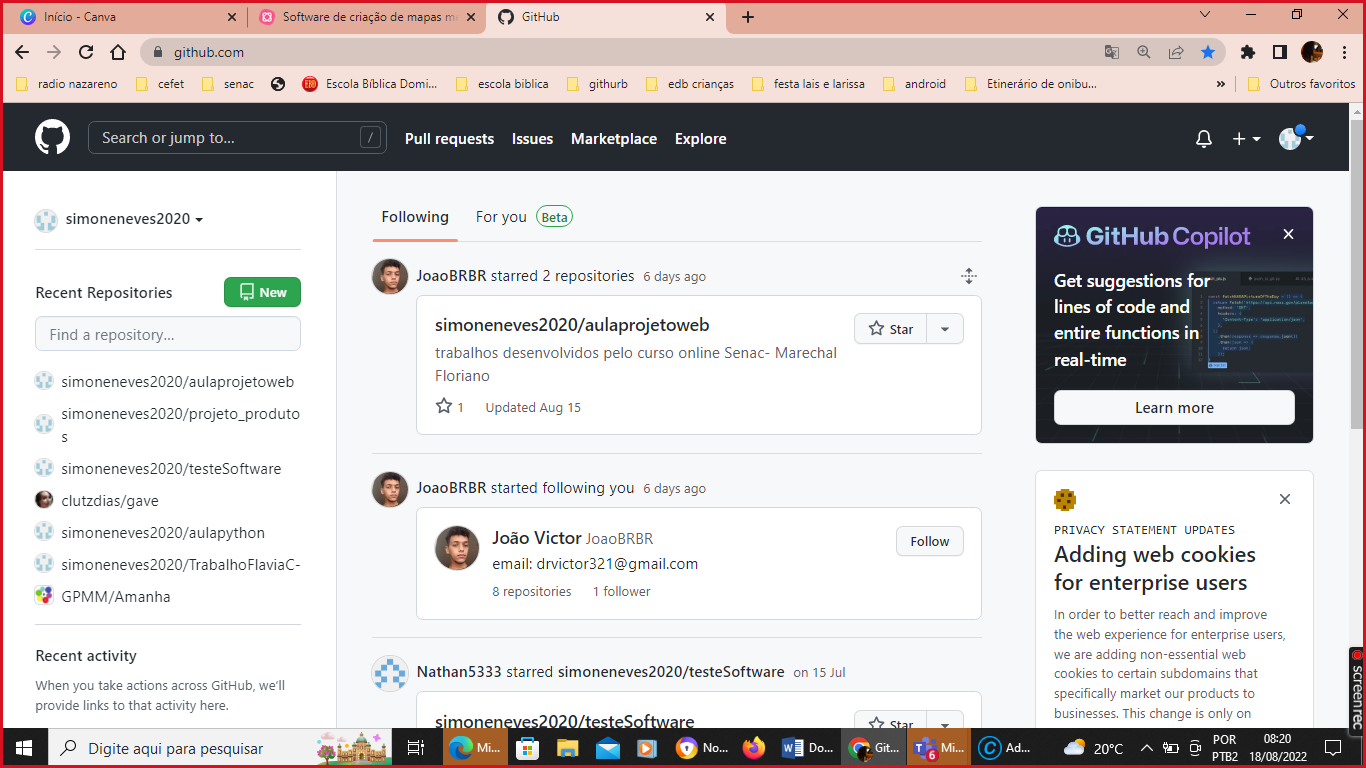 Início - Canva
Software de criação de mapas m
GitHub
github.com
radio nazareno
cefet
senac
Escola Bíblica Domi...
escola biblica
githurb
edb crianças
festa lais e larissa
android
Etinerário de onibu...
»
Outros favoritos
Search or jump to...
/
Pull requests
Issues
Marketplace
Explore
simoneneves2020
Recent Repositories
New
Find a repository...
simoneneves2020/aulaprojetoweb
simoneneves2020/projeto_produto
s
simoneneves2020/testeSoftware
clutzdias/gave
simoneneves2020/aulapython
simoneneves2020/TrabalhoFlaviaC-
GPMM/Amanha
Recent activity
When you take actions across GitHub, we'll
provide links to that activity here.
Following
For you
Beta
JoaoBRBR starred 2 repositories 6 days ago
simoneneves2020/aulaprojetoweb
Star
trabalhos desenvolvidos pelo curso online Senac- Marechal
Floriano
1 Updated Aug 15
JoaoBRBR started following you 6 days ago
João Victor JoaoBRBR
Follow
email: drvictor321@gmail.com
8 repositories 1 follower
Nathan5333 starred simoneneves2020/testeSoftware on 15 Jul
simoneneves2020/testeSoftware
Star
GitHub Copilot
Get suggestions for
lines of code and
entire functions in
real-time
Learn more
PRIVACY STATEMENT UPDATES
Adding web cookies
for enterprise users
In order to better reach and improve
the web experience for enterprise users,
we are adding non-essential web
cookies to certain subdomains that
specifically market our products to
businesses. This change is only on
screenrec
Digite aqui para pesquisar
Mi...
No...
Do...
Git...
6
Mi...
Ad...
20°C
POR
PTB2
08:20
18/08/2022